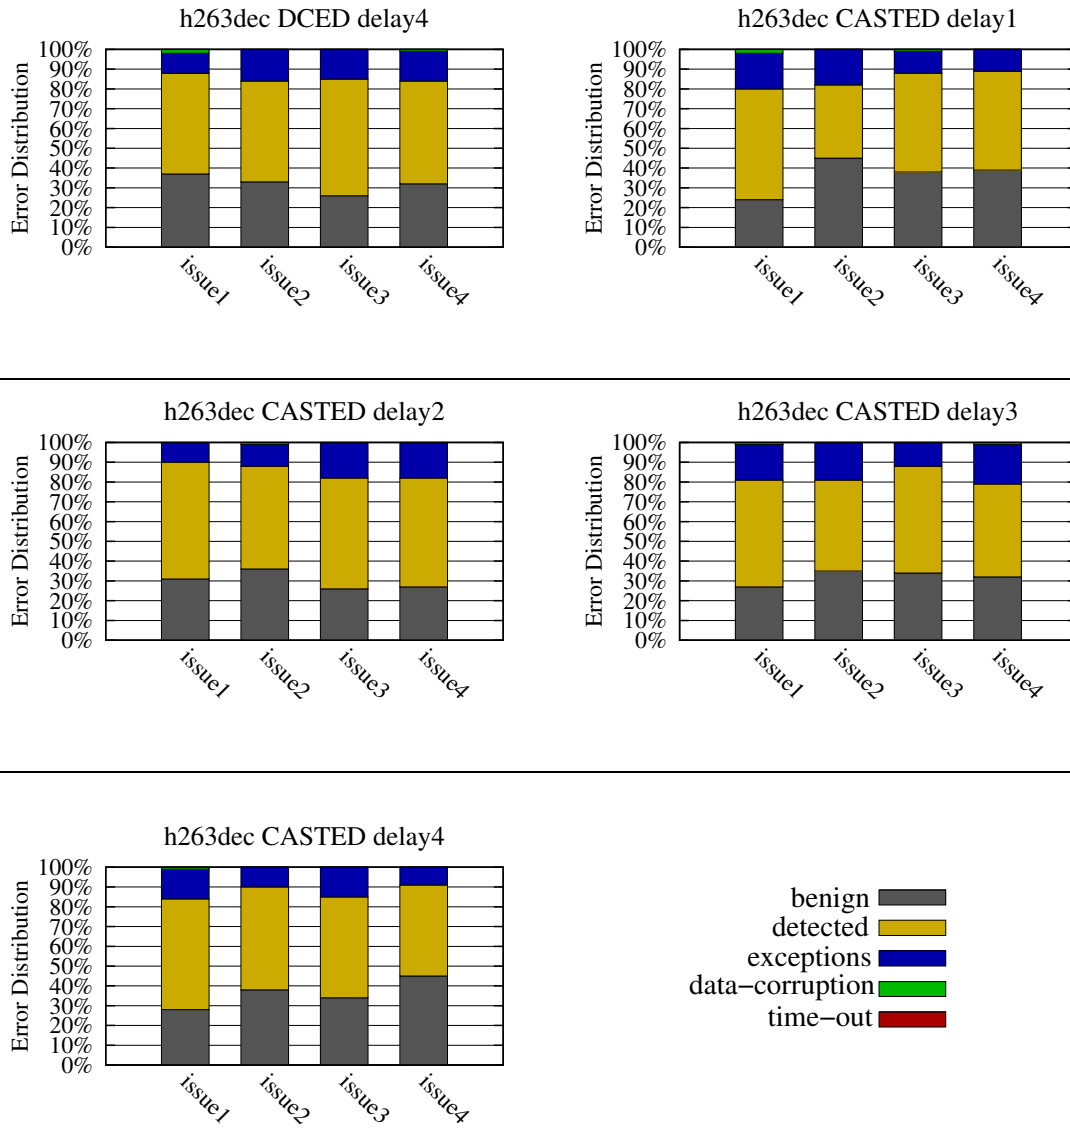 h263dec DCED delay4
Error Distribution
100%
90%
80%
70%
60%
50%
40%
30%
20%
10%
0%
issue1
issue2
issue3
issue4
h263dec CASTED delay1
Error Distribution
100%
90%
80%
70%
60%
50%
40%
30%
20%
10%
0%
issue1
issue2
issue3
issue4
h263dec CASTED delay2
Error Distribution
100%
90%
80%
70%
60%
50%
40%
30%
20%
10%
0%
issue1
issue2
issue3
issue4
h263dec CASTED delay3
Error Distribution
100%
90%
80%
70%
60%
50%
40%
30%
20%
10%
0%
issue1
issue2
issue3
issue4
h263dec CASTED delay4
Error Distribution
100%
90%
80%
70%
60%
50%
40%
30%
20%
10%
0%
issue1
issue2
issue3
issue4
benign
detected
exceptions
data−corruption
time−out